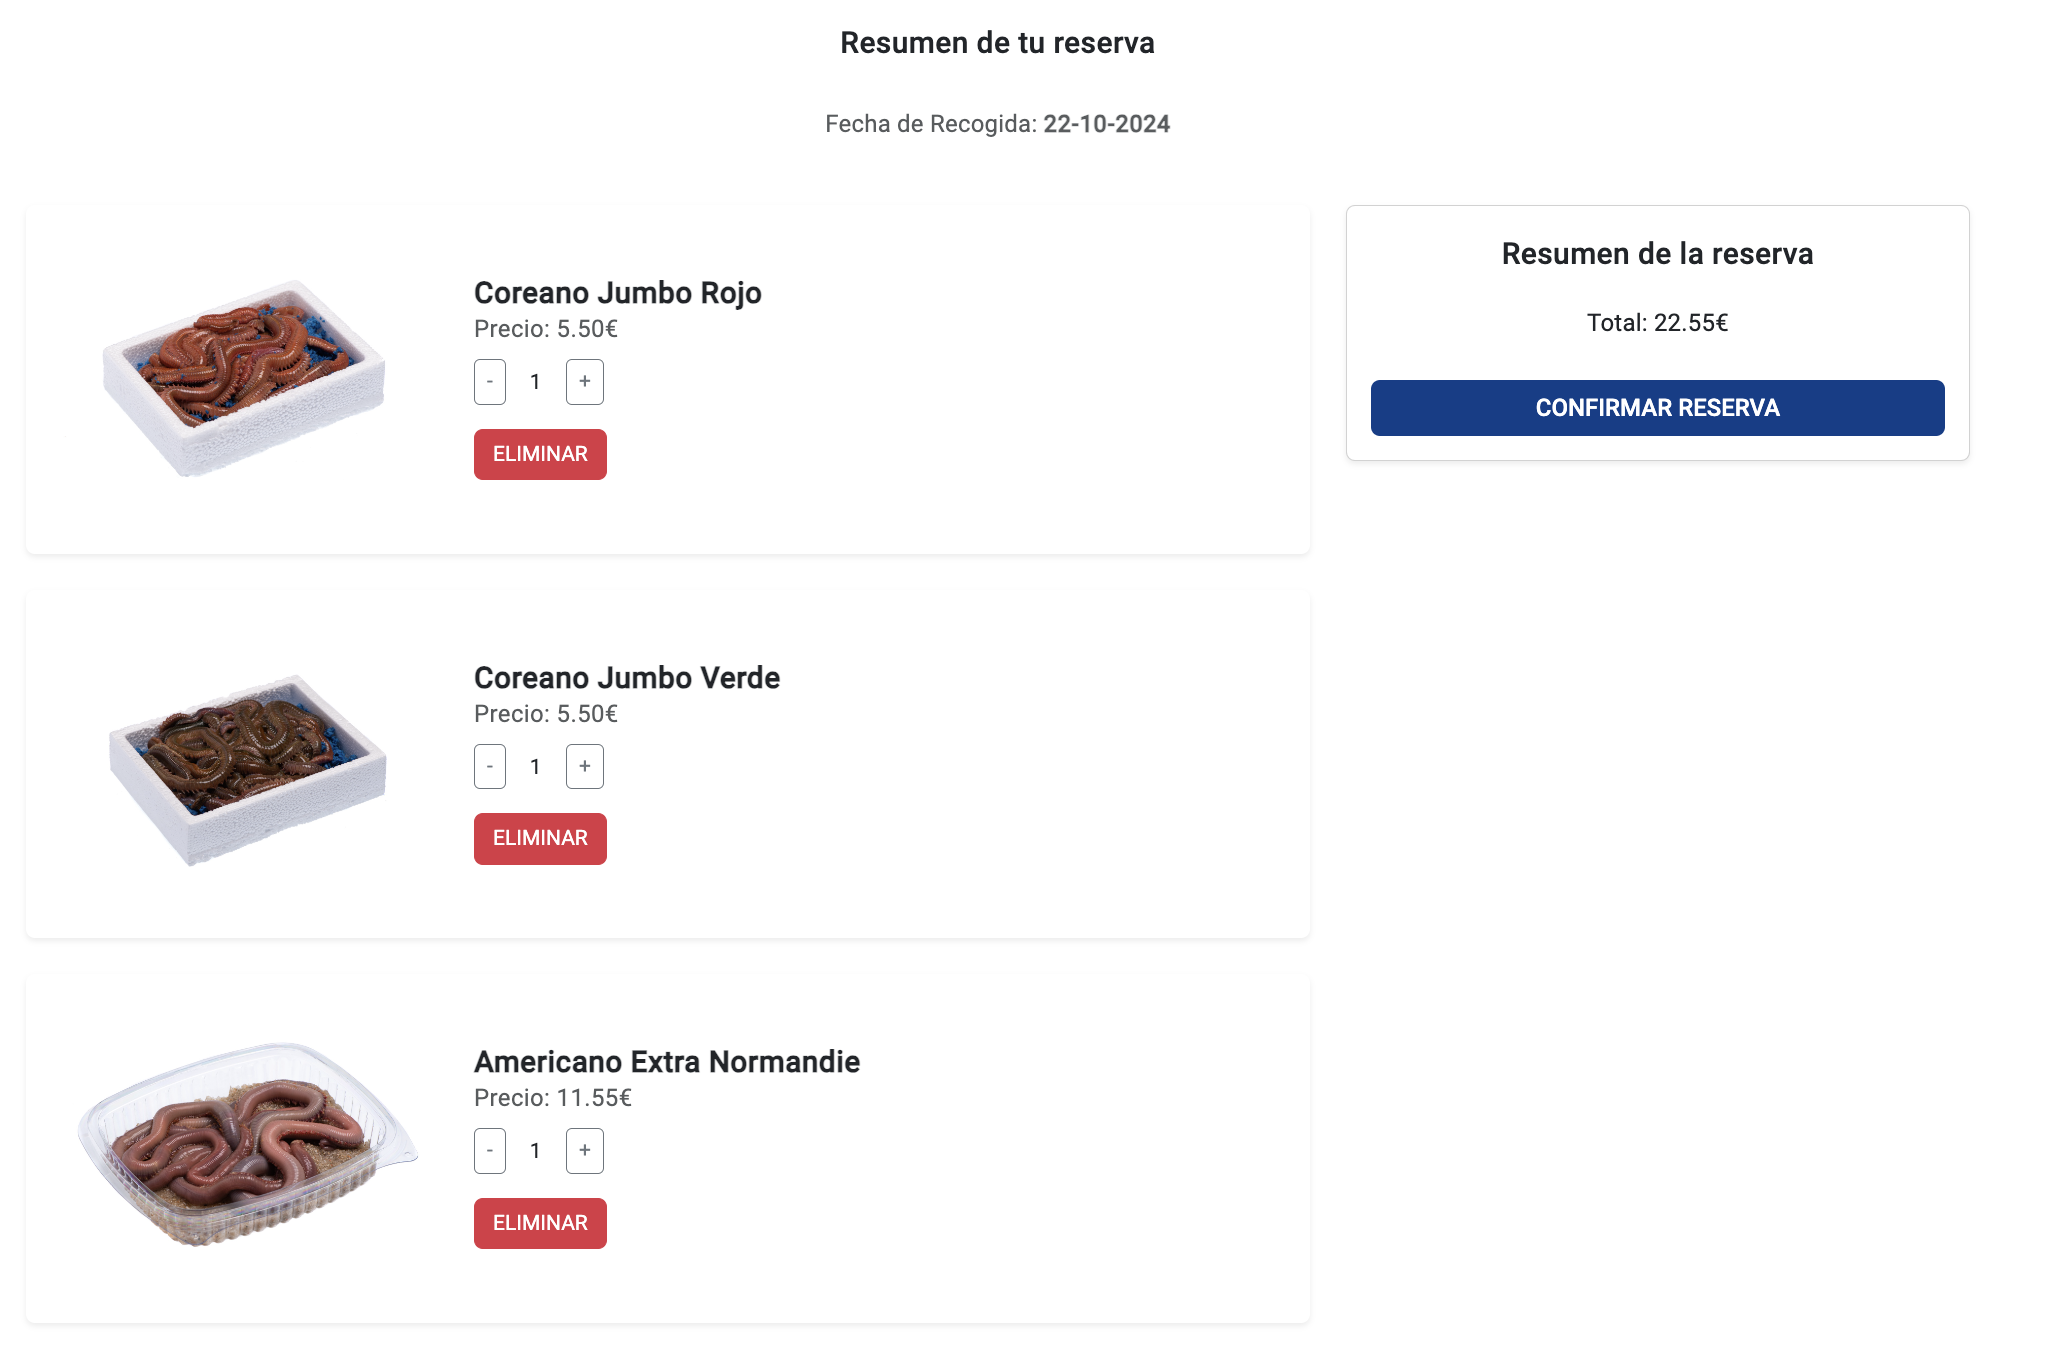 Resumen de tu reserva
Fecha de Recogida: 22-10-2024
Coreano Jumbo Rojo
Precio: 5.50€
- 1 +
ELIMINAR
Coreano Jumbo Verde
Precio: 5.50€
- 1 +
ELIMINAR
Americano Extra Normandie
Precio: 11.55€
- 1 +
ELIMINAR
Resumen de la reserva
Total: 22.55€
CONFIRMAR RESERVA